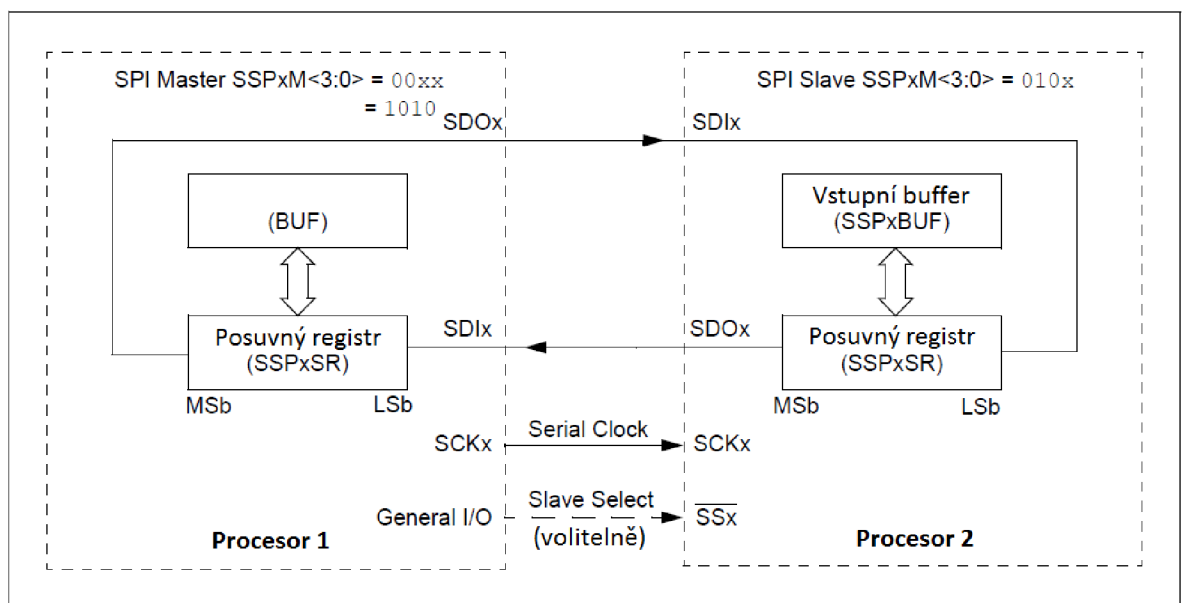 SPI Master SSPxM<3:0> = 00xx
= 1010
SDOx
(BUF)
Posuvný registr
(SSPxSR)
MSb
LSb
SDIx
SCKx
General I/O
Procesor 1
Serial Clock
Slave Select
(volitelně)
SPI Slave SSPxM<3:0> = 010x
SDIx
Vstupní buffer
(SSPxBUF)
SDOx
Posuvný registr
(SSPxSR)
MSb
LSb
SCKx
SSx
Procesor 2